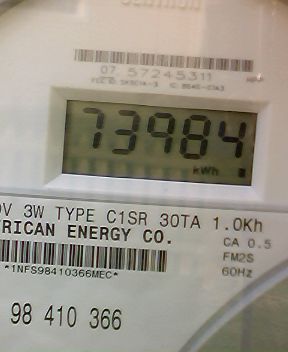 07 57245311
73984
kWh
0V 3W TYPE C1SR 30TA 1.0Kh
RICAN ENERGY CO.
CA 0.5
FM2S
*1NFS98410366MEC*
60Hz
98 410 366